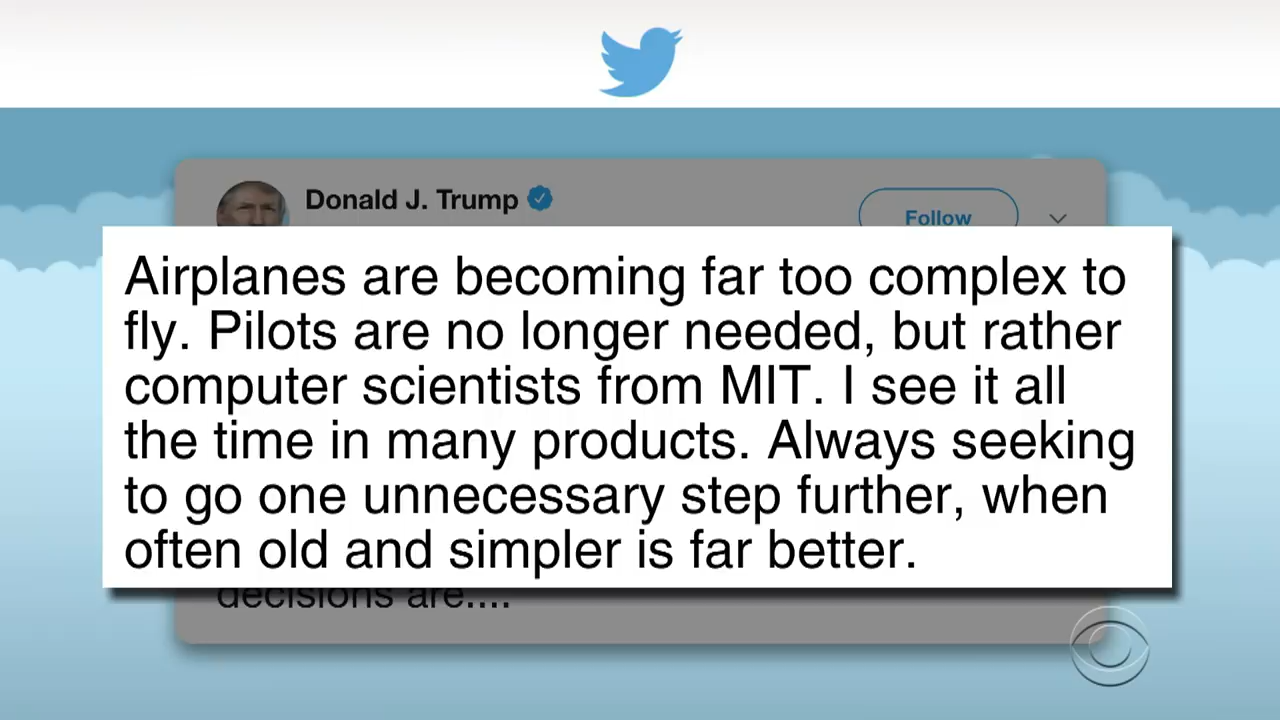 Donald J. Trump
Follow
Airplanes are becoming far too complex to
fly. Pilots are no longer needed, but rather
computer scientists from MIT. I see it all
the time in many products. Always seeking
to go one unnecessary step further, when
often old and simpler is far better.
decisions are....